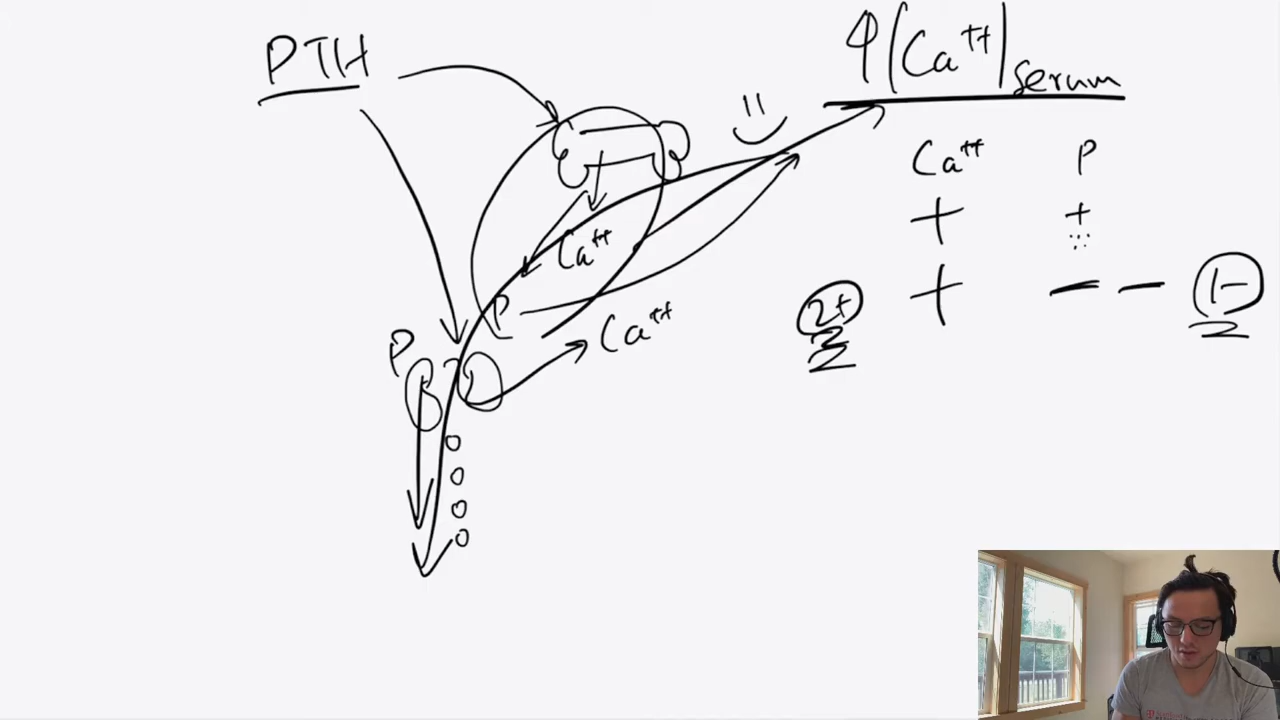 PTH
↑[Ca++]serum
Ca++ P
+ +
2+ + — — 1-
Ca++
P
Ca++
P